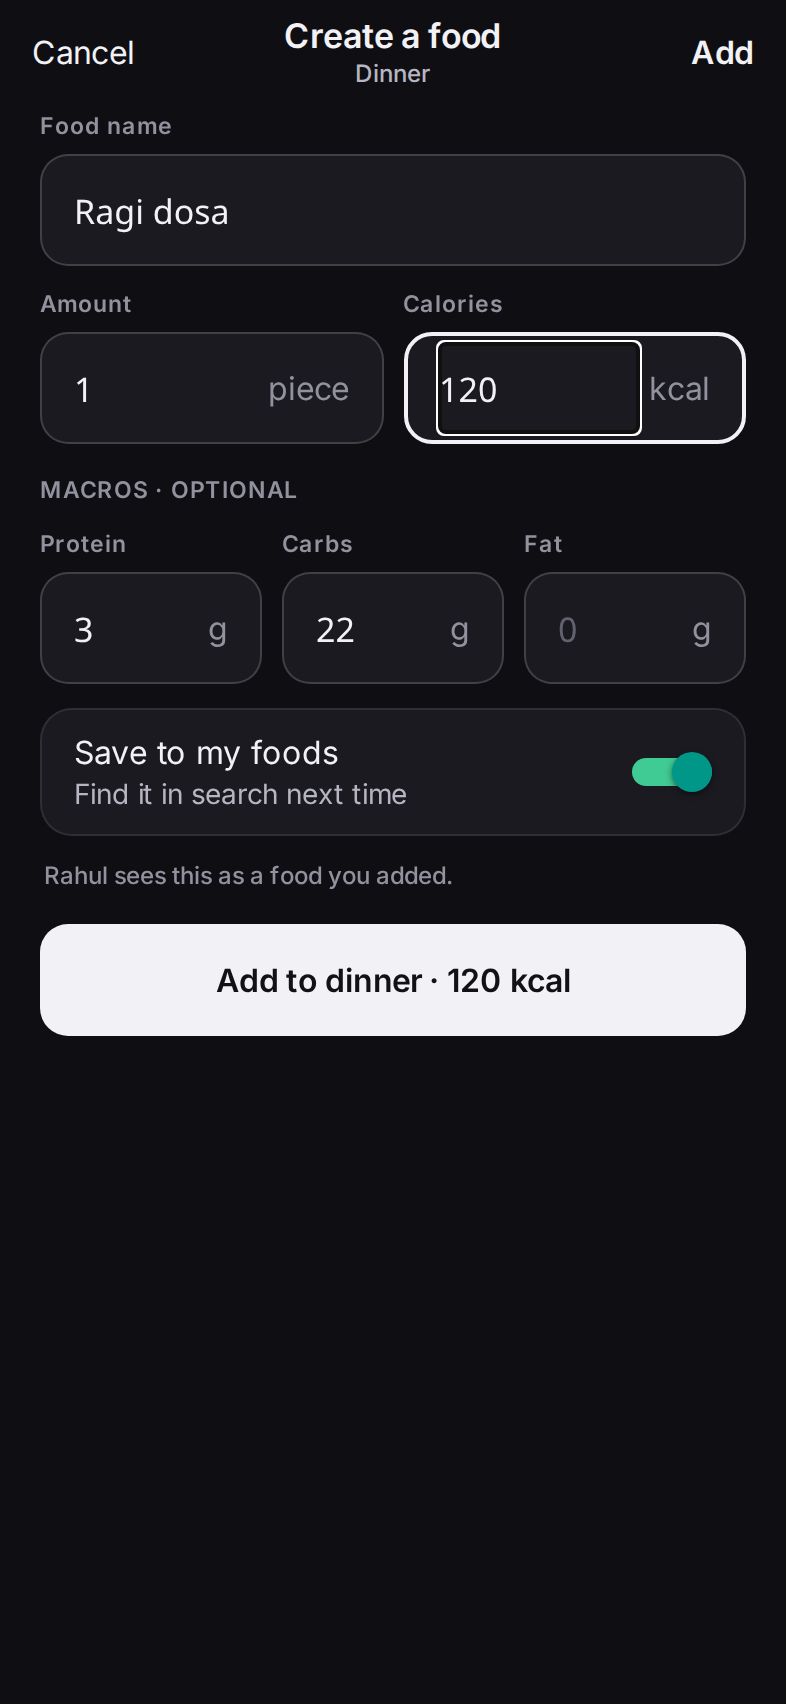 Cancel
Create a food
Add
Dinner
Food name
Ragi dosa
Amount
Calories
1 piece
120 kcal
MACROS · OPTIONAL
Protein
Carbs
Fat
3 g
22 g
0 g
Save to my foods
Find it in search next time
Rahul sees this as a food you added.
Add to dinner · 120 kcal